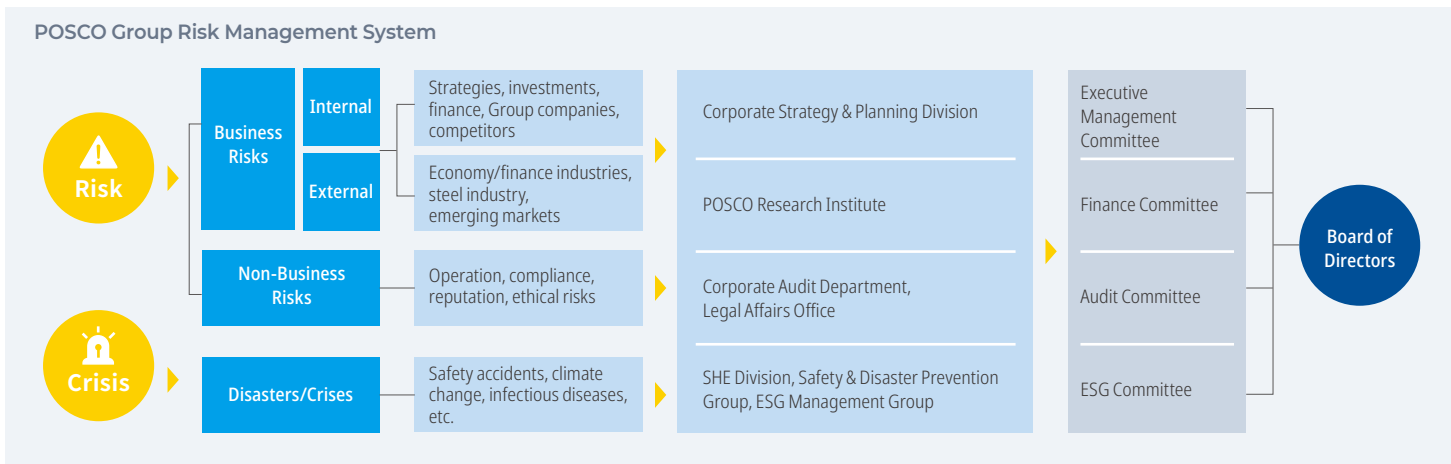 POSCO Group Risk Management System
Risk
Crisis
Business
Risks
Internal
External
Non-Business
Risks
Disasters/Crises
Strategies, investments,
finance, Group companies,
competitors
Economy/finance industries,
steel industry,
emerging markets
Operation, compliance,
reputation, ethical risks
Safety accidents, climate
change, infectious diseases,
etc.
Corporate Strategy & Planning Division
POSCO Research Institute
Corporate Audit Department,
Legal Affairs Office
SHE Division, Safety & Disaster Prevention
Group, ESG Management Group
Executive
Management
Committee
Finance Committee
Audit Committee
ESG Committee
Board of
Directors